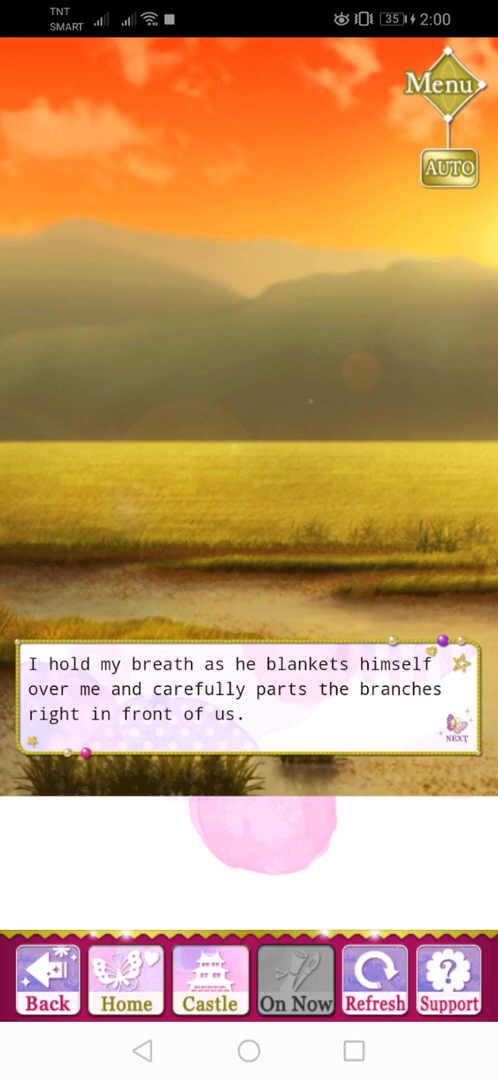 TNT
SMART
35
2:00
Menu
AUTO
I hold my breath as he blankets himself
over me and carefully parts the branches
right in front of us.
NEXT
Back
Home
Castle
On Now
Refresh
Support